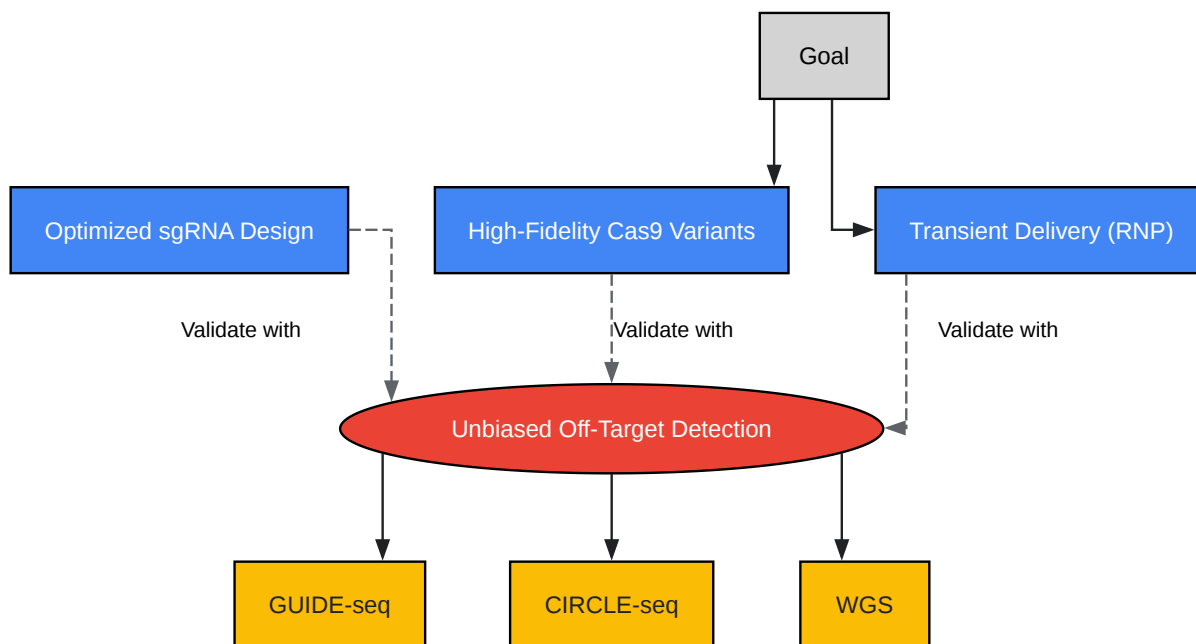 Goal
Optimized sgRNA Design
High-Fidelity Cas9 Variants
Transient Delivery (RNP)
Validate with
Validate with
Validate with
Unbiased Off-Target Detection
GUIDE-seq
CIRCLE-seq
WGS